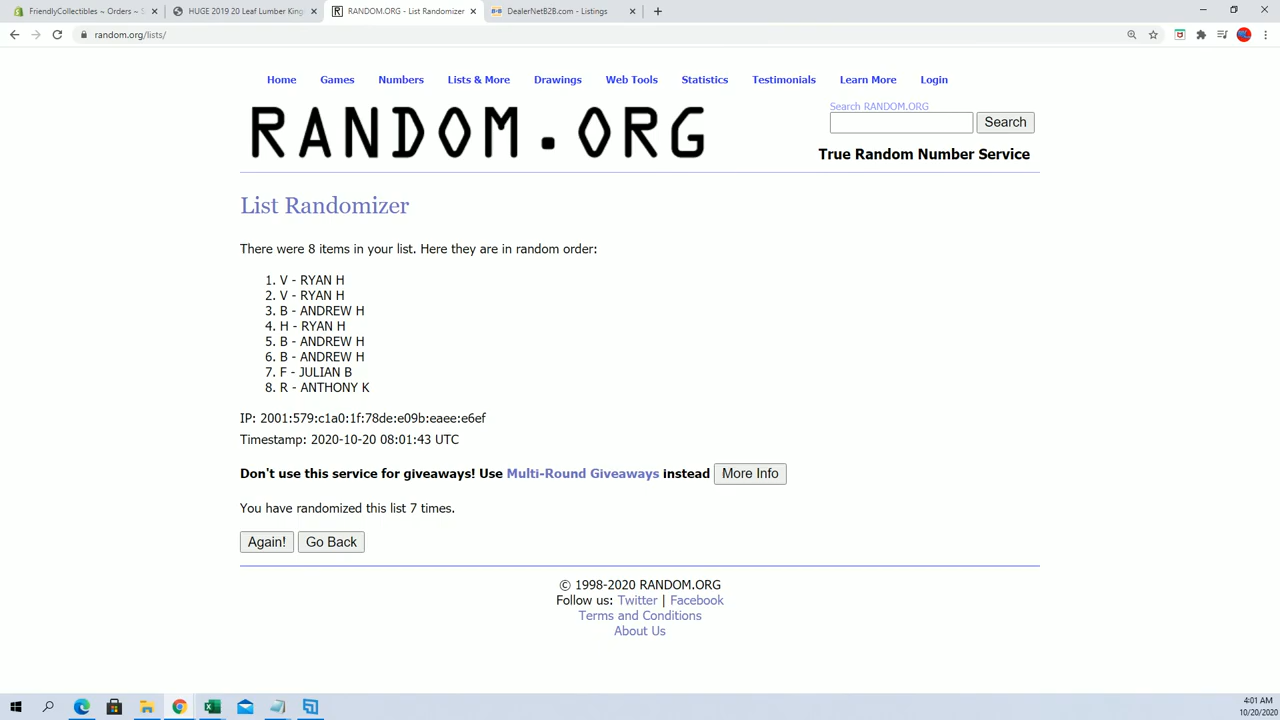 FriendlyCollectibles ~ Orders ~ S
HUGE 2019 20 Leaf Lumber King
RANDOM.ORG - List Randomizer
DealerNetB2B.com - Listings
random.org/lists/
Home
Games
Numbers
Lists & More
Drawings
Web Tools
Statistics
Testimonials
Learn More
Login
RANDOM.ORG
Search RANDOM.ORG
Search
True Random Number Service
List Randomizer
There were 8 items in your list. Here they are in random order:
1. V - RYAN H
2. V - RYAN H
3. B - ANDREW H
4. H - RYAN H
5. B - ANDREW H
6. B - ANDREW H
7. F - JULIAN B
8. R - ANTHONY K
IP: 2001:579:c1a0:1f:78de:e09b:eaee:e6ef
Timestamp: 2020-10-20 08:01:43 UTC
Don't use this service for giveaways! Use Multi-Round Giveaways instead More Info
You have randomized this list 7 times.
Again! Go Back
© 1998-2020 RANDOM.ORG
Follow us: Twitter | Facebook
Terms and Conditions
About Us
4:01 AM
10/20/2020